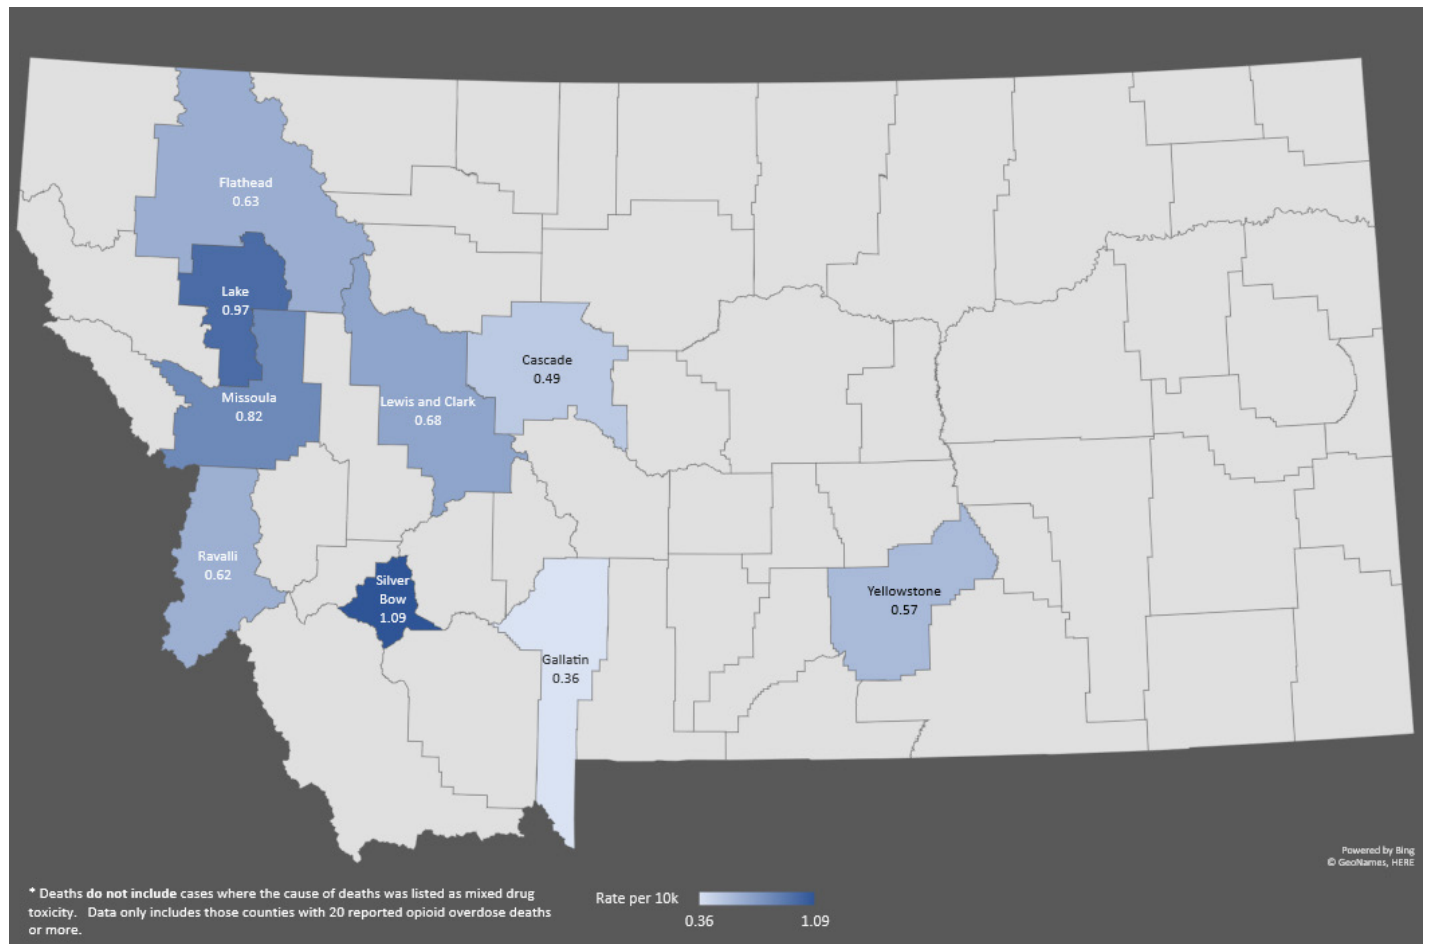 Flathead
0.63
Lake
0.97
Cascade
0.49
Missoula
0.82
Lewis and Clark
0.68
Ravalli
0.62
Silver
Bow
1.09
Yellowstone
0.57
Gallatin
0.36
Powered by Bing
© GeoNames, HERE
* Deaths do not include cases where the cause of deaths was listed as mixed drug
toxicity. Data only includes those counties with 20 reported opioid overdose deaths
or more.
Rate per 10k
0.36 1.09